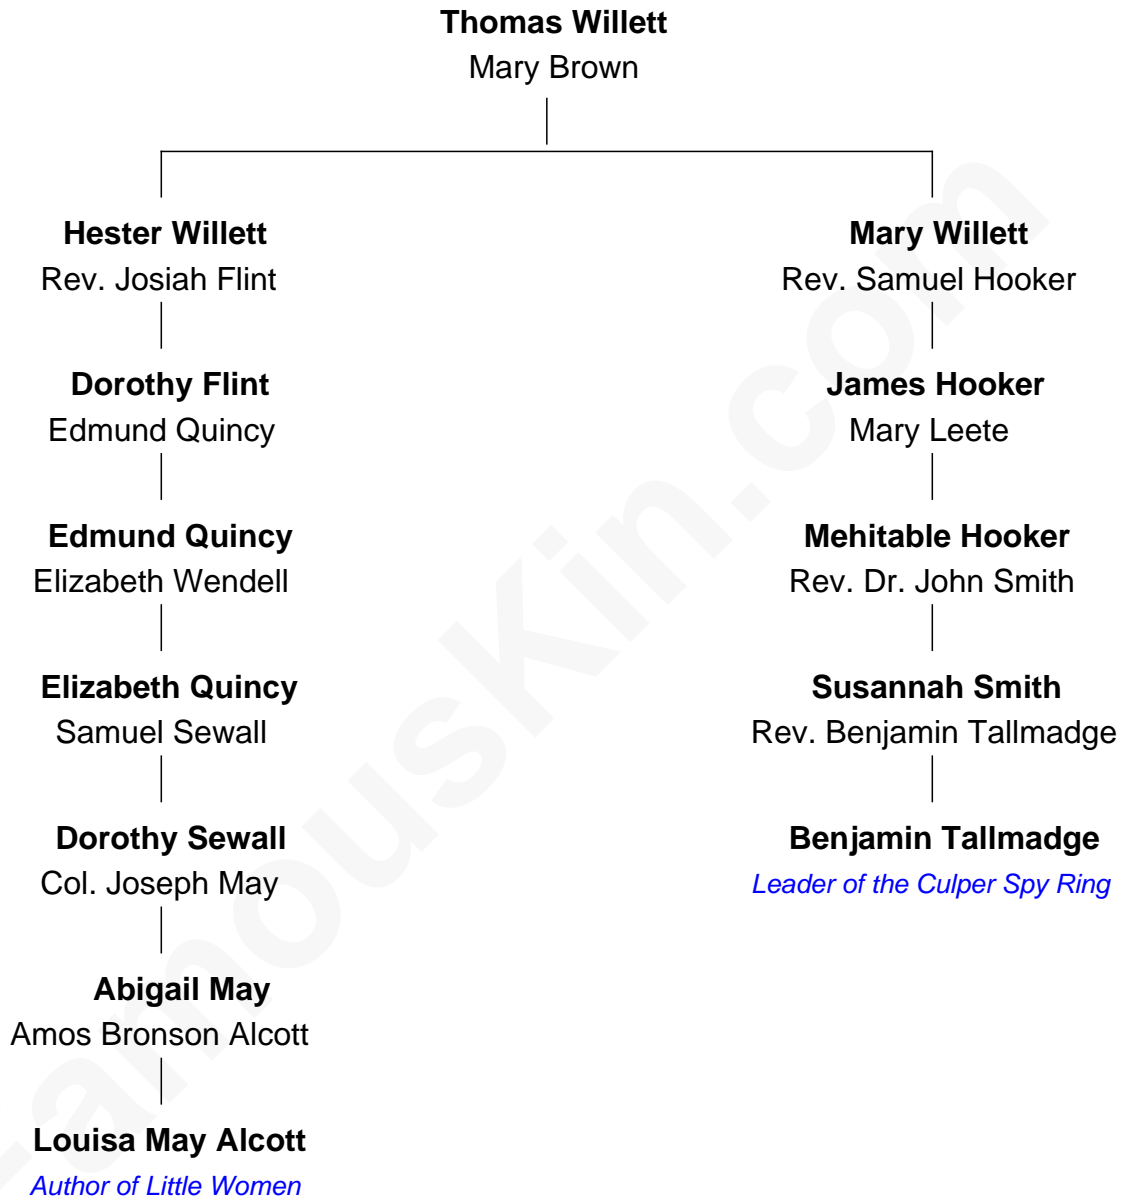 Thomas Willett
Mary Brown
Hester Willett
Rev. Josiah Flint
Dorothy Flint
Edmund Quincy
Edmund Quincy
Elizabeth Wendell
Elizabeth Quincy
Samuel Sewall
Dorothy Sewall
Col. Joseph May
Abigail May
Amos Bronson Alcott
Louisa May Alcott
Author of Little Women
Mary Willett
Rev. Samuel Hooker
James Hooker
Mary Leete
Mehitable Hooker
Rev. Dr. John Smith
Susannah Smith
Rev. Benjamin Tallmadge
Benjamin Tallmadge
Leader of the Culper Spy Ring
FamousKin.com